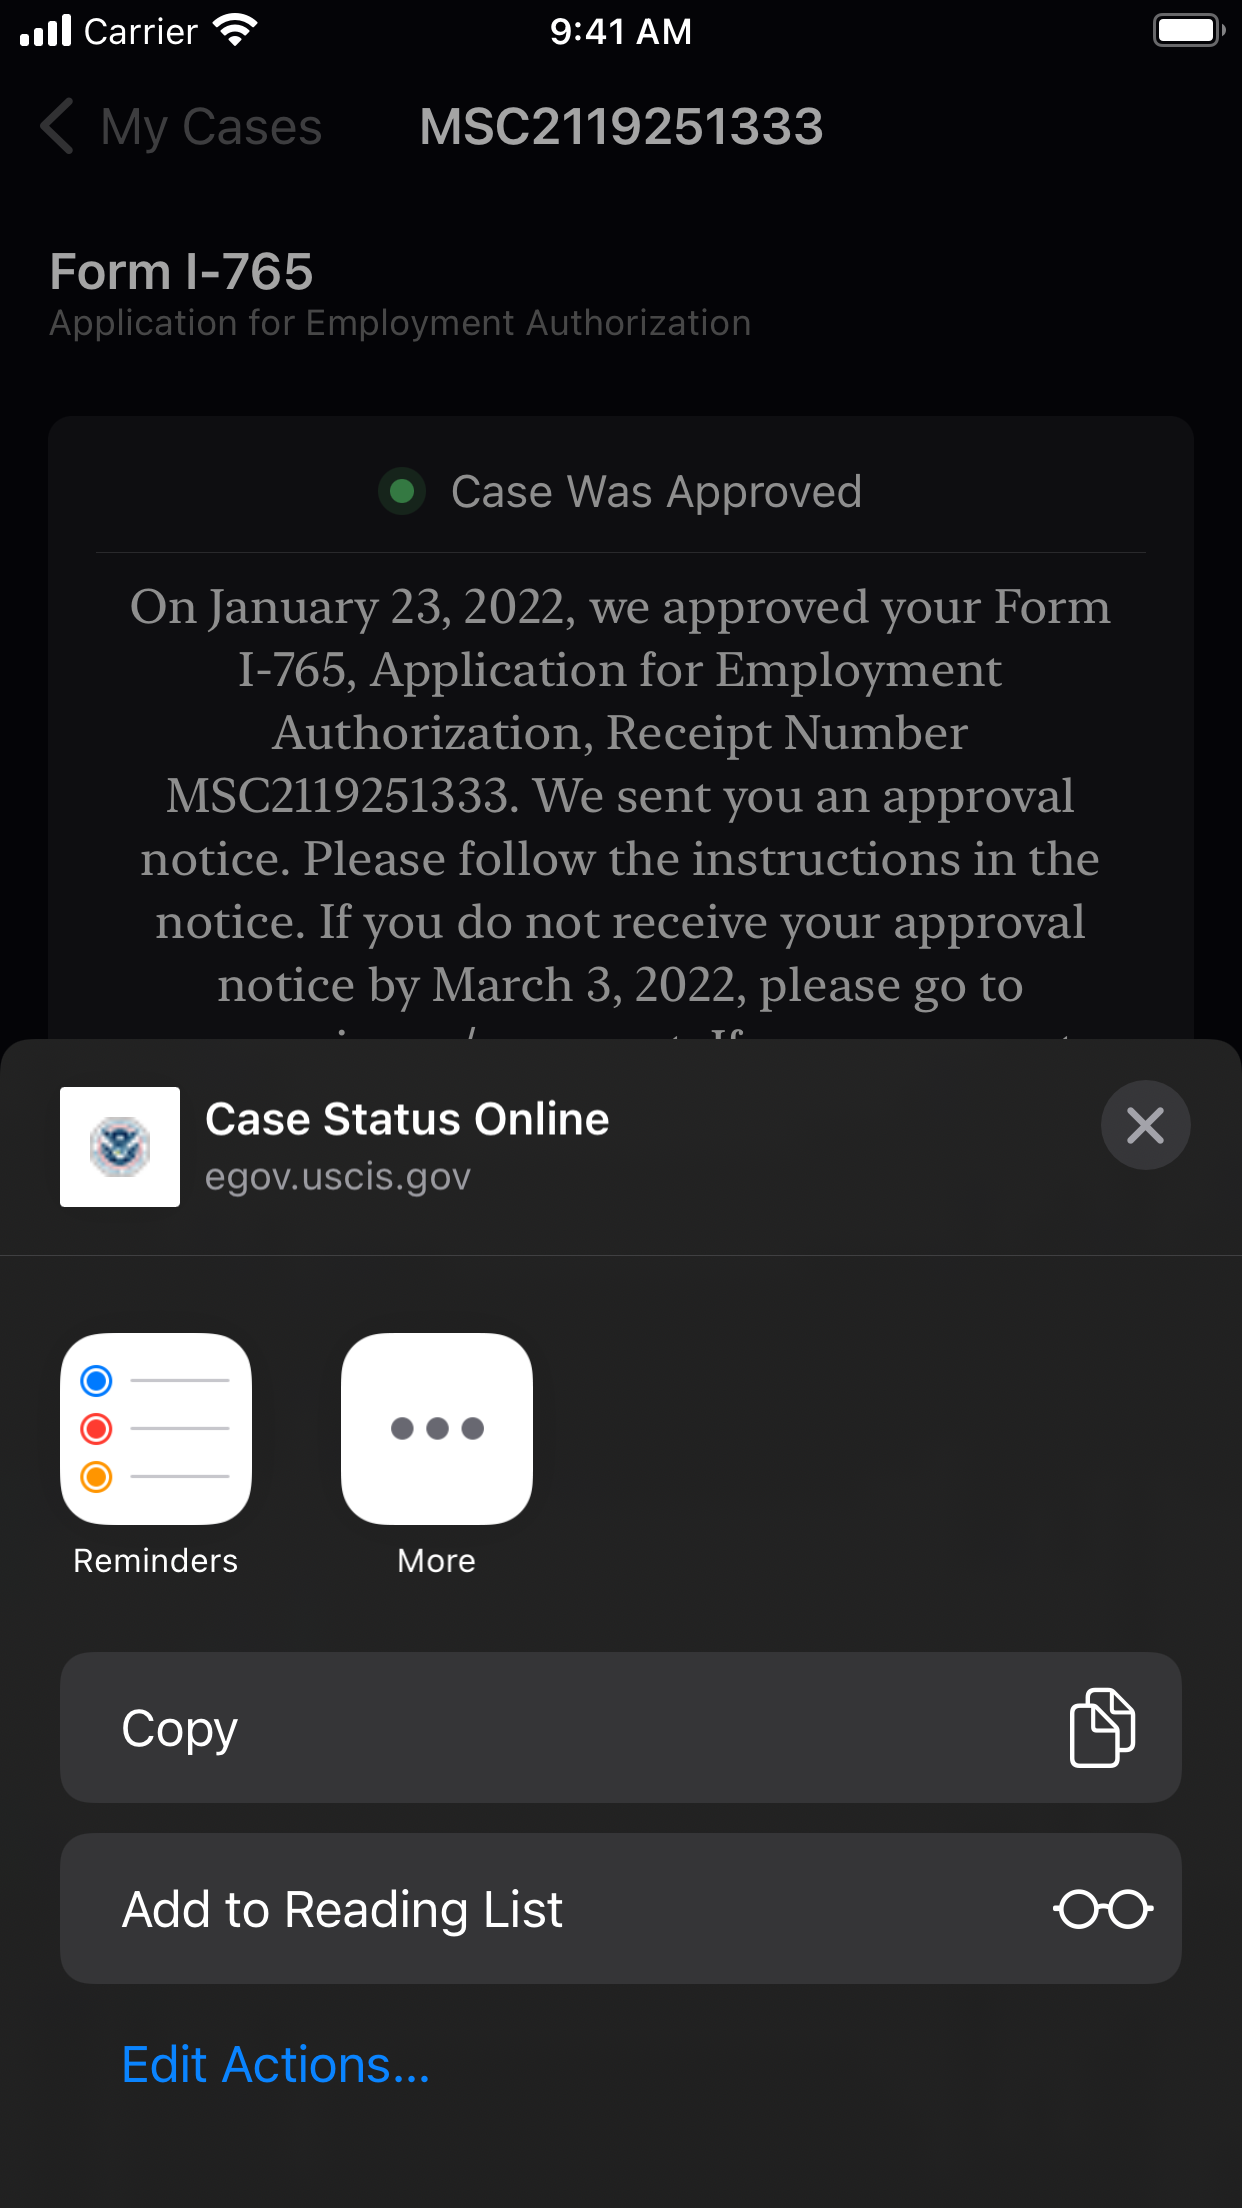 Carrier 9:41 AM
My Cases MSC2119251333
Form I-765
Application for Employment Authorization
Case Was Approved
On January 23, 2022, we approved your Form
I-765, Application for Employment
Authorization, Receipt Number
MSC2119251333. We sent you an approval
notice. Please follow the instructions in the
notice. If you do not receive your approval
notice by March 3, 2022, please go to
If
Case Status Online
egov.uscis.gov
Reminders More
Copy
Add to Reading List
Edit Actions...